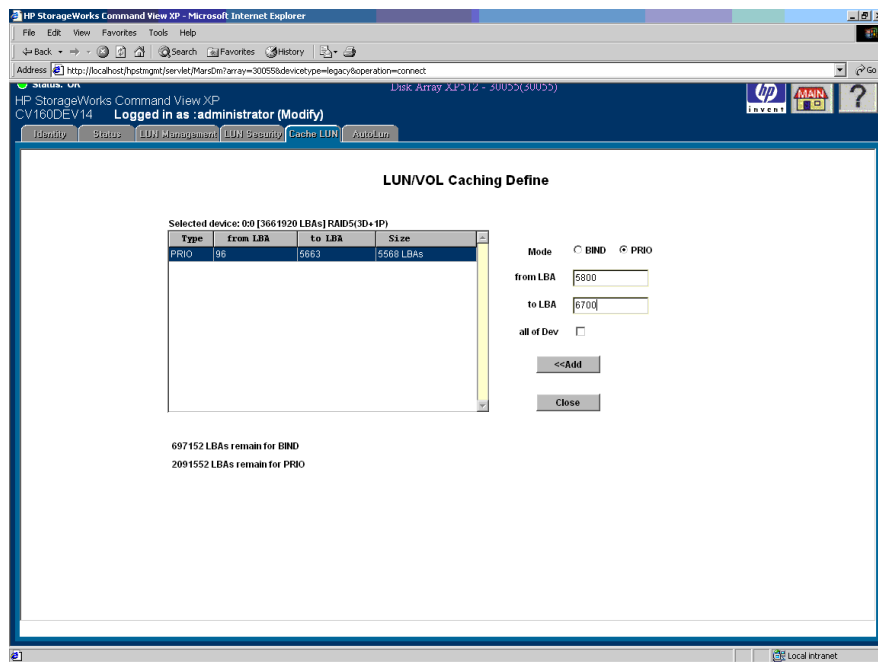 HP StorageWorks Command View XP - Microsoft Internet Explorer
File Edit View Favorites Tools Help
Back Search Favorites History
Address http://localhost/hpstmgmt/servlet/MarsDm?array=30055&devicetype=legacy&operation=connect Go
Status: OK Disk Array XP512 - 30055(30055)
HP StorageWorks Command View XP
CV160DEV14 Logged in as :administrator (Modify)
hp invent MAIN ?
Identity Status LUN Management LUN Security Cache LUN AutoLun
LUN/VOL Caching Define
Selected device: 0:0 [3661920 LBAs] RAID5(3D+1P)
Type from LBA to LBA Size
PRIO 96 5663 5568 LBAs
Mode BIND PRIO
from LBA 5800
to LBA 6700
all of Dev
<<Add
Close
697152 LBAs remain for BIND
2091552 LBAs remain for PRIO
Local intranet